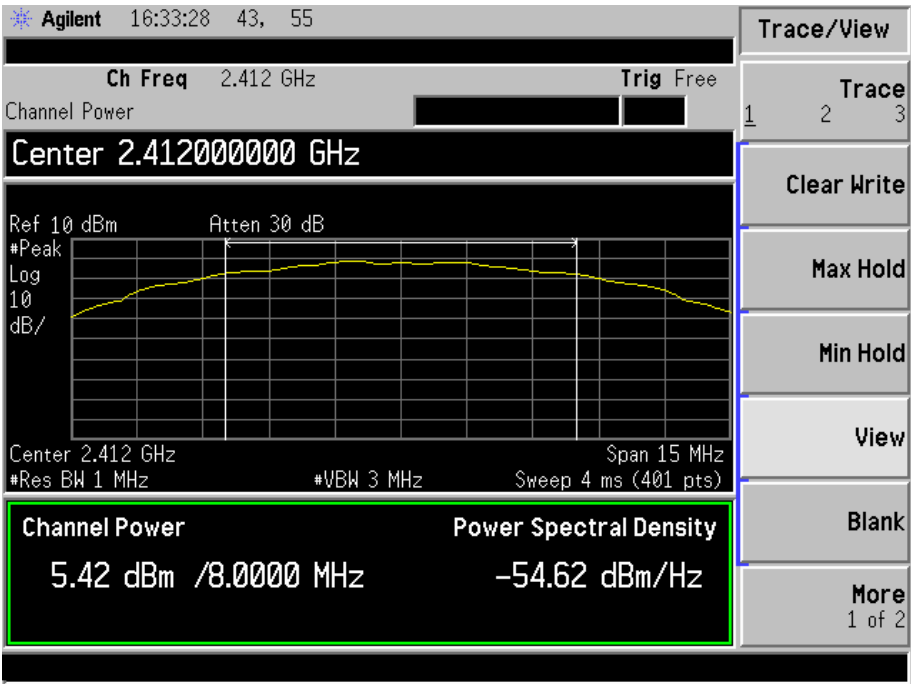 Agilent 16:33:28 43, 55
Trace/View
Ch Freq 2.412 GHz Trig Free
Channel Power
Trace
1 2 3
Center 2.412000000 GHz
Clear Write
Ref 10 dBm Atten 30 dB
#Peak
Log
10
dB/
Max Hold
Min Hold
View
Center 2.412 GHz Span 15 MHz
#Res BW 1 MHz #VBW 3 MHz Sweep 4 ms (401 pts)
Channel Power Power Spectral Density
5.42 dBm /8.0000 MHz -54.62 dBm/Hz
Blank
More
1 of 2